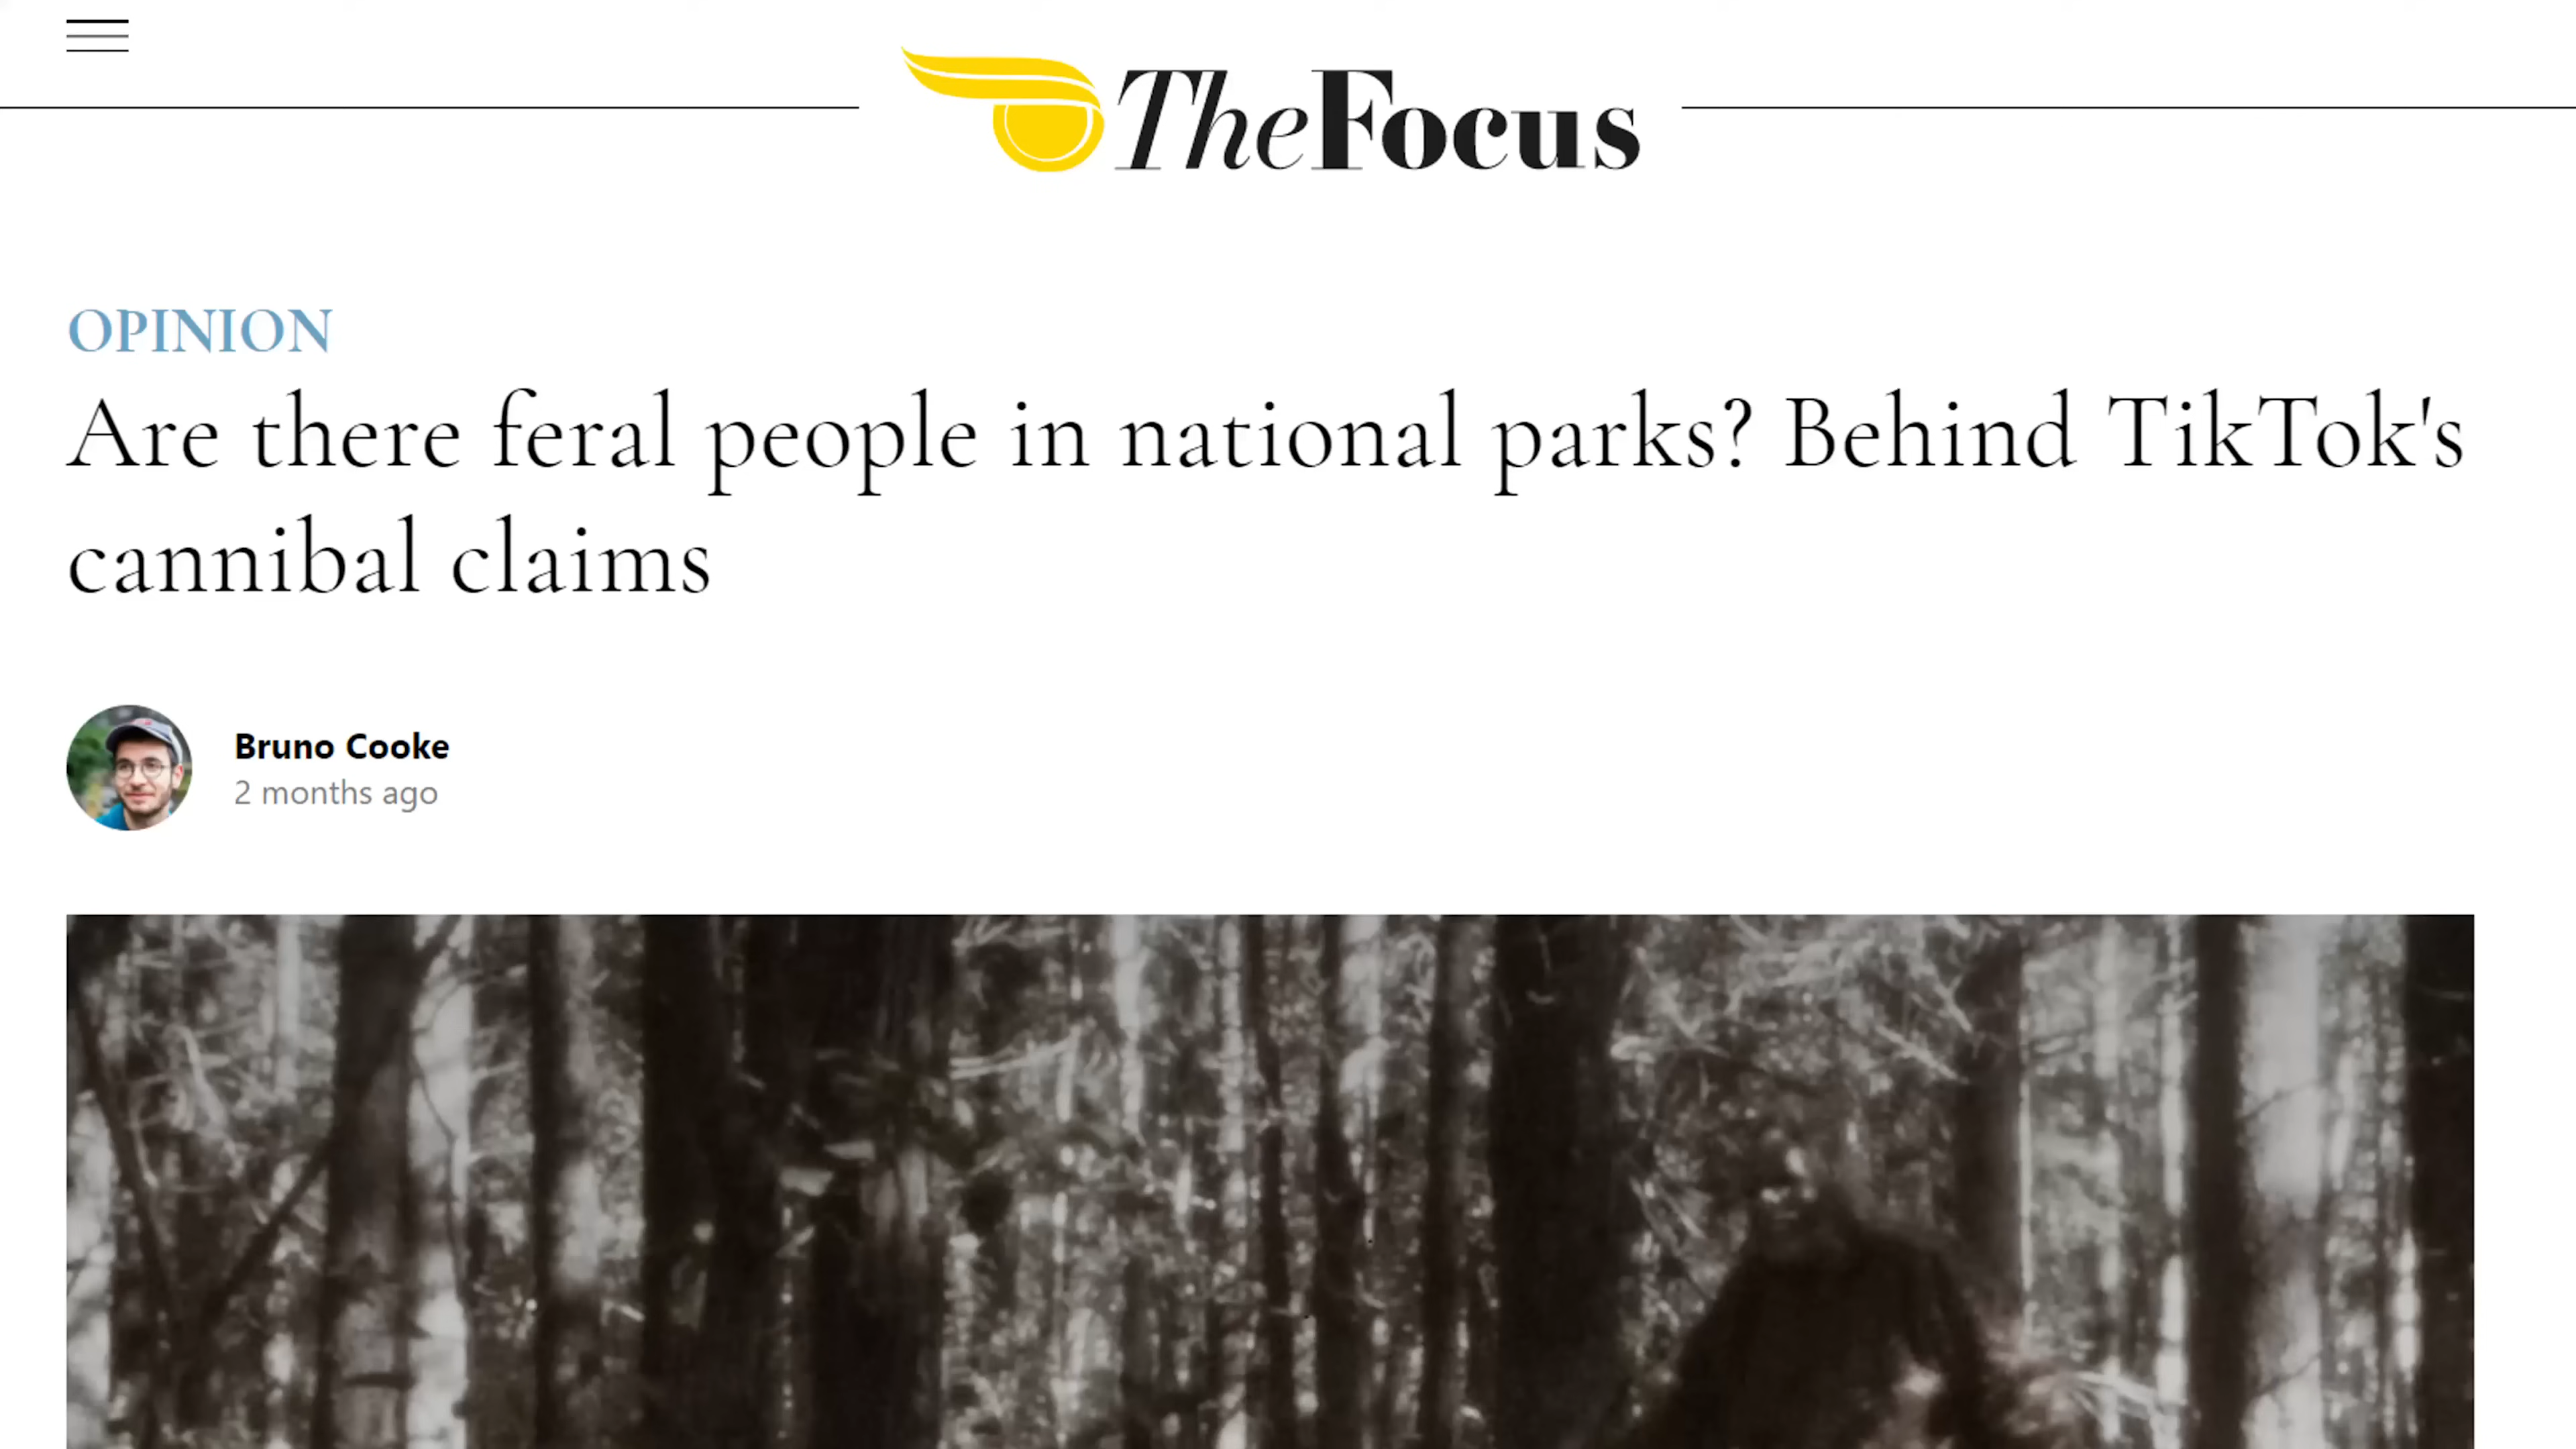 TheFocus
OPINION
Are there feral people in national parks? Behind TikTok's
cannibal claims
Bruno Cooke
2 months ago